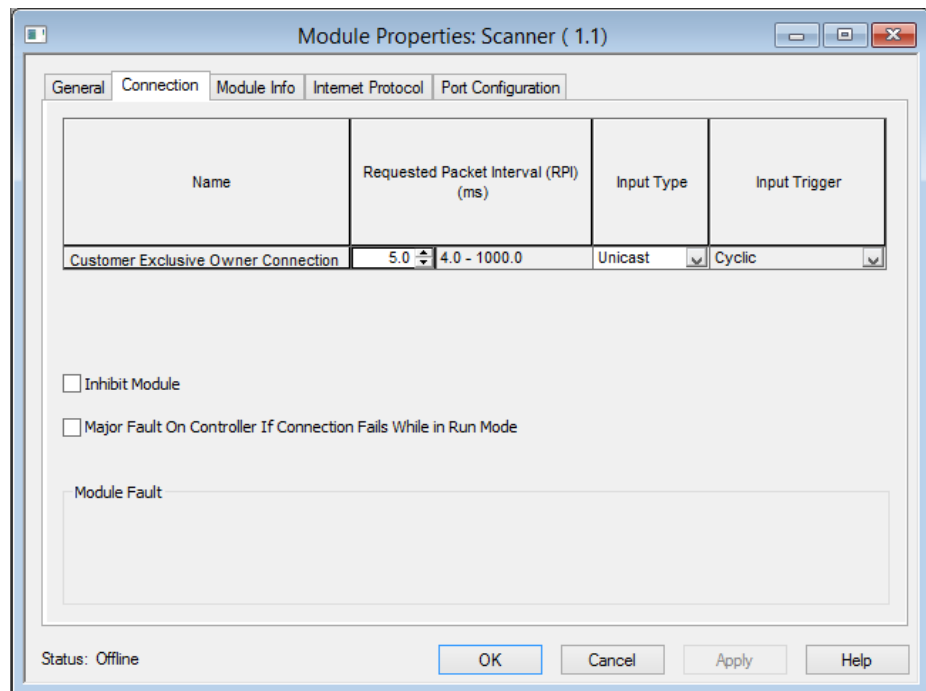 Module Properties: Scanner ( 1.1)
General Connection Module Info Internet Protocol Port Configuration
Name
Requested Packet Interval (RPI)
(ms)
Input Type
Input Trigger
Customer Exclusive Owner Connection 5.0 4.0 - 1000.0 Unicast Cyclic
Inhibit Module
Major Fault On Controller If Connection Fails While in Run Mode
Module Fault
Status: Offline OK Cancel Apply Help